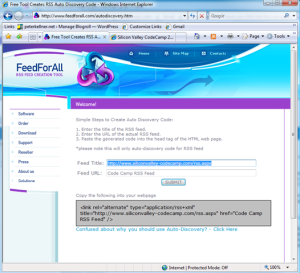 Free Tool Creates RSS Auto Discovery Code - Windows Internet Explorer
http://www.feedforall.com/autodiscovery.htm
Google
Links
Customize Links
Gmail
Free Tool Creates RSS A...
Silicon Valley CodeCamp 2...
Page
Tools
Home
Site Map
Contacts
FeedForAll
RSS FEED CREATION TOOL
Software
Order
Download
Support
Reseller
Press
About us
Solutions
Welcome!
Simple Steps to Create Auto Discovery Code:
1. Enter the title of the RSS feed.
2. Enter the URL of the actual RSS feed.
3. Paste the generated code into the head tag of the HTML web page.
*please note this will only auto discovery code for RSS feed
Feed Title: http://www.siliconvalley-codecamp.com/rss.aspx
Feed URL: Code Camp RSS Feed
SUBMIT
Copy the following into your webpage
<link rel="alternate" type="application/rss+xml"
title="http://www.siliconvalley-codecamp.com/rss.aspx" href="Code Camp
RSS Feed" />
Confused about why you should use Auto-Discovery? - Click Here
Internet | Protected Mode: Off
100%